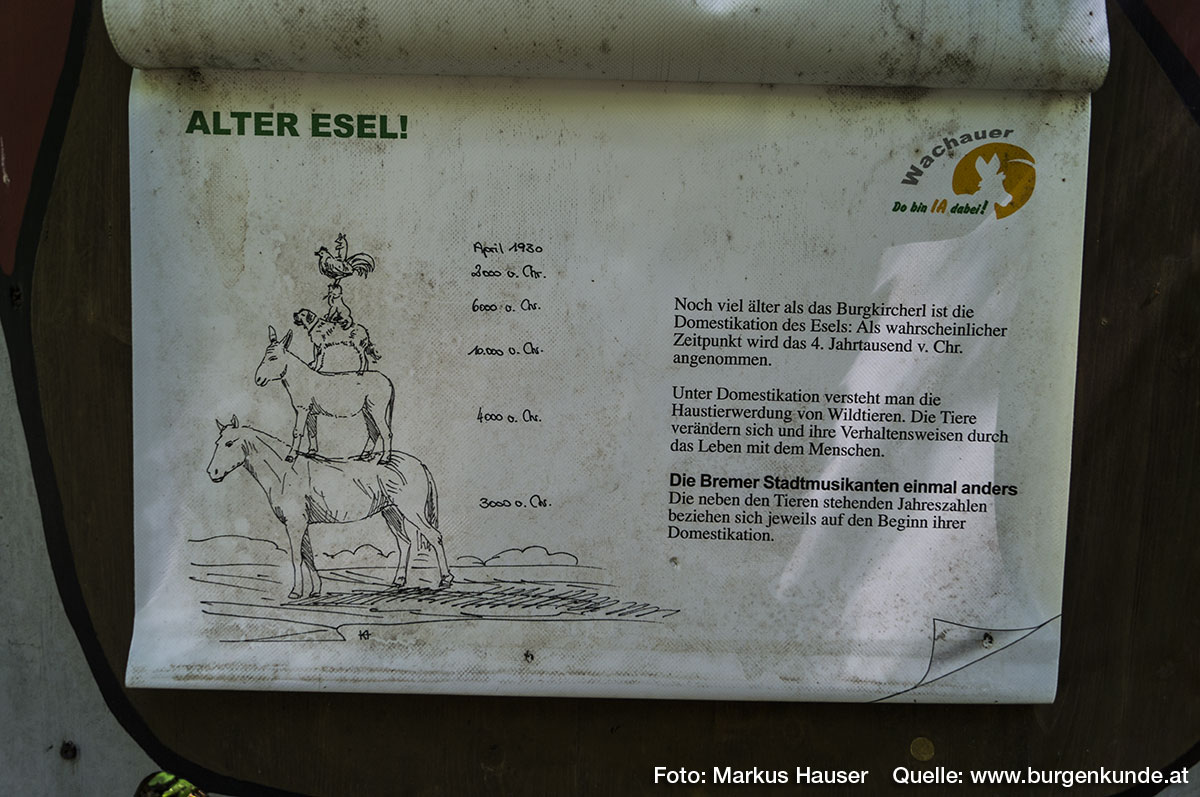 ALTER ESEL!
Wachauer
Do bin IA dabei!
April 1930
2000 v. Chr.
6000 v. Chr.
10.000 v. Chr.
4000 v. Chr.
3000 v. Chr.
Noch viel älter als das Burgkircherl ist die
Domestikation des Esels: Als wahrscheinlicher
Zeitpunkt wird das 4. Jahrtausend v. Chr.
angenommen.
Unter Domestikation versteht man die
Haustierwerdung von Wildtieren. Die Tiere
verändern sich und ihre Verhaltensweisen durch
das Leben mit dem Menschen.
Die Bremer Stadtmusikanten einmal anders
Die neben den Tieren stehenden Jahreszahlen
beziehen sich jeweils auf den Beginn ihrer
Domestikation.
Foto: Markus Hauser Quelle: www.burgenkunde.at